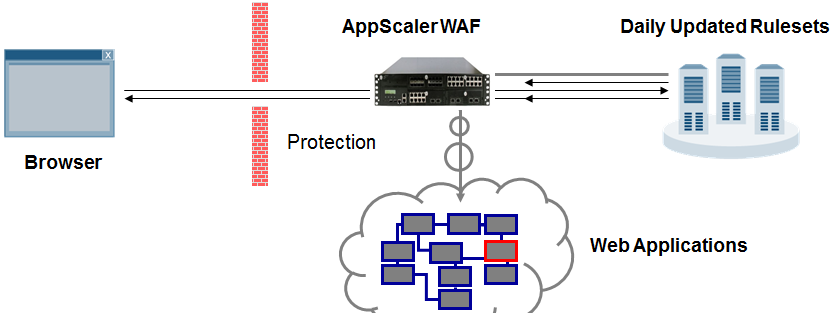 AppScaler WAF
Daily Updated Rulesets
Protection
Browser
Web Applications